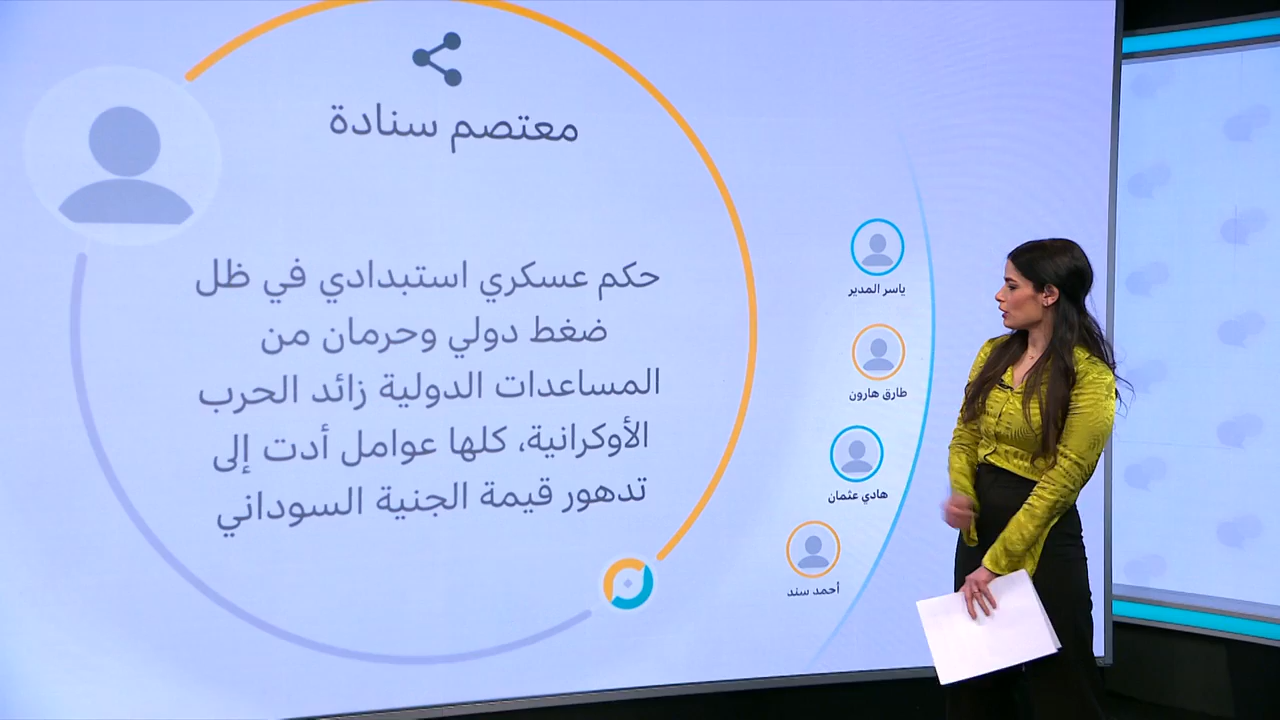 معتصم سنادة
حكم عسكري استبدادي في ظل
ضغط دولي وحرمان من
المساعدات الدولية زائد الحرب
الأوكرانية، كلها عوامل أدت إلى
تدهور قيمة الجنية السوداني
ياسر المدير
طارق هارون
هادي عثمان
أحمد سند